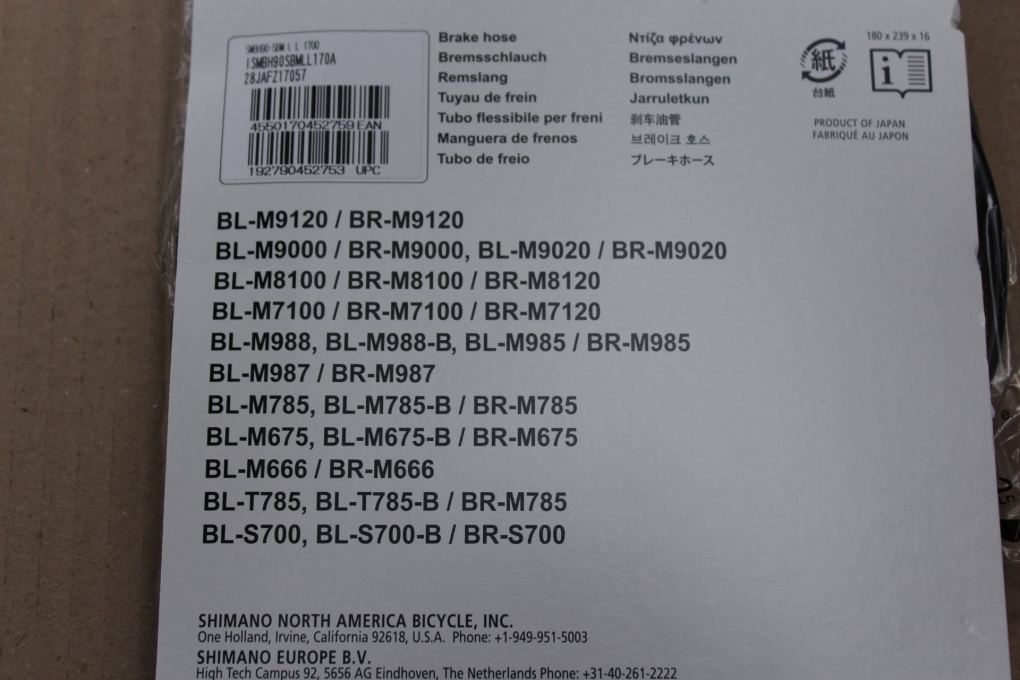 SMBH90-SBM L L 1700
ISMBH90SBMLL170A
28JAFZ17057
4550170452759 EAN
192790452753 UPC
Brake hose
Bremsschlauch
Remslang
Tuyau de frein
Tubo flessibile per freni
Manguera de frenos
Tubo de freio
Ντίζα φρένων
Bremseslangen
Bromsslangen
Jarruletkun
刹车油管
브레이크 호스
ブレーキホース
紙
台紙
180 x 239 x 16
i
PRODUCT OF JAPAN
FABRIQUÉ AU JAPON
BL-M9120 / BR-M9120
BL-M9000 / BR-M9000, BL-M9020 / BR-M9020
BL-M8100 / BR-M8100 / BR-M8120
BL-M7100 / BR-M7100 / BR-M7120
BL-M988, BL-M988-B, BL-M985 / BR-M985
BL-M987 / BR-M987
BL-M785, BL-M785-B / BR-M785
BL-M675, BL-M675-B / BR-M675
BL-M666 / BR-M666
BL-T785, BL-T785-B / BR-M785
BL-S700, BL-S700-B / BR-S700
SHIMANO NORTH AMERICA BICYCLE, INC.
One Holland, Irvine, California 92618, U.S.A. Phone: +1-949-951-5003
SHIMANO EUROPE B.V.
High Tech Campus 92, 5656 AG Eindhoven, The Netherlands Phone: +31-40-261-2222